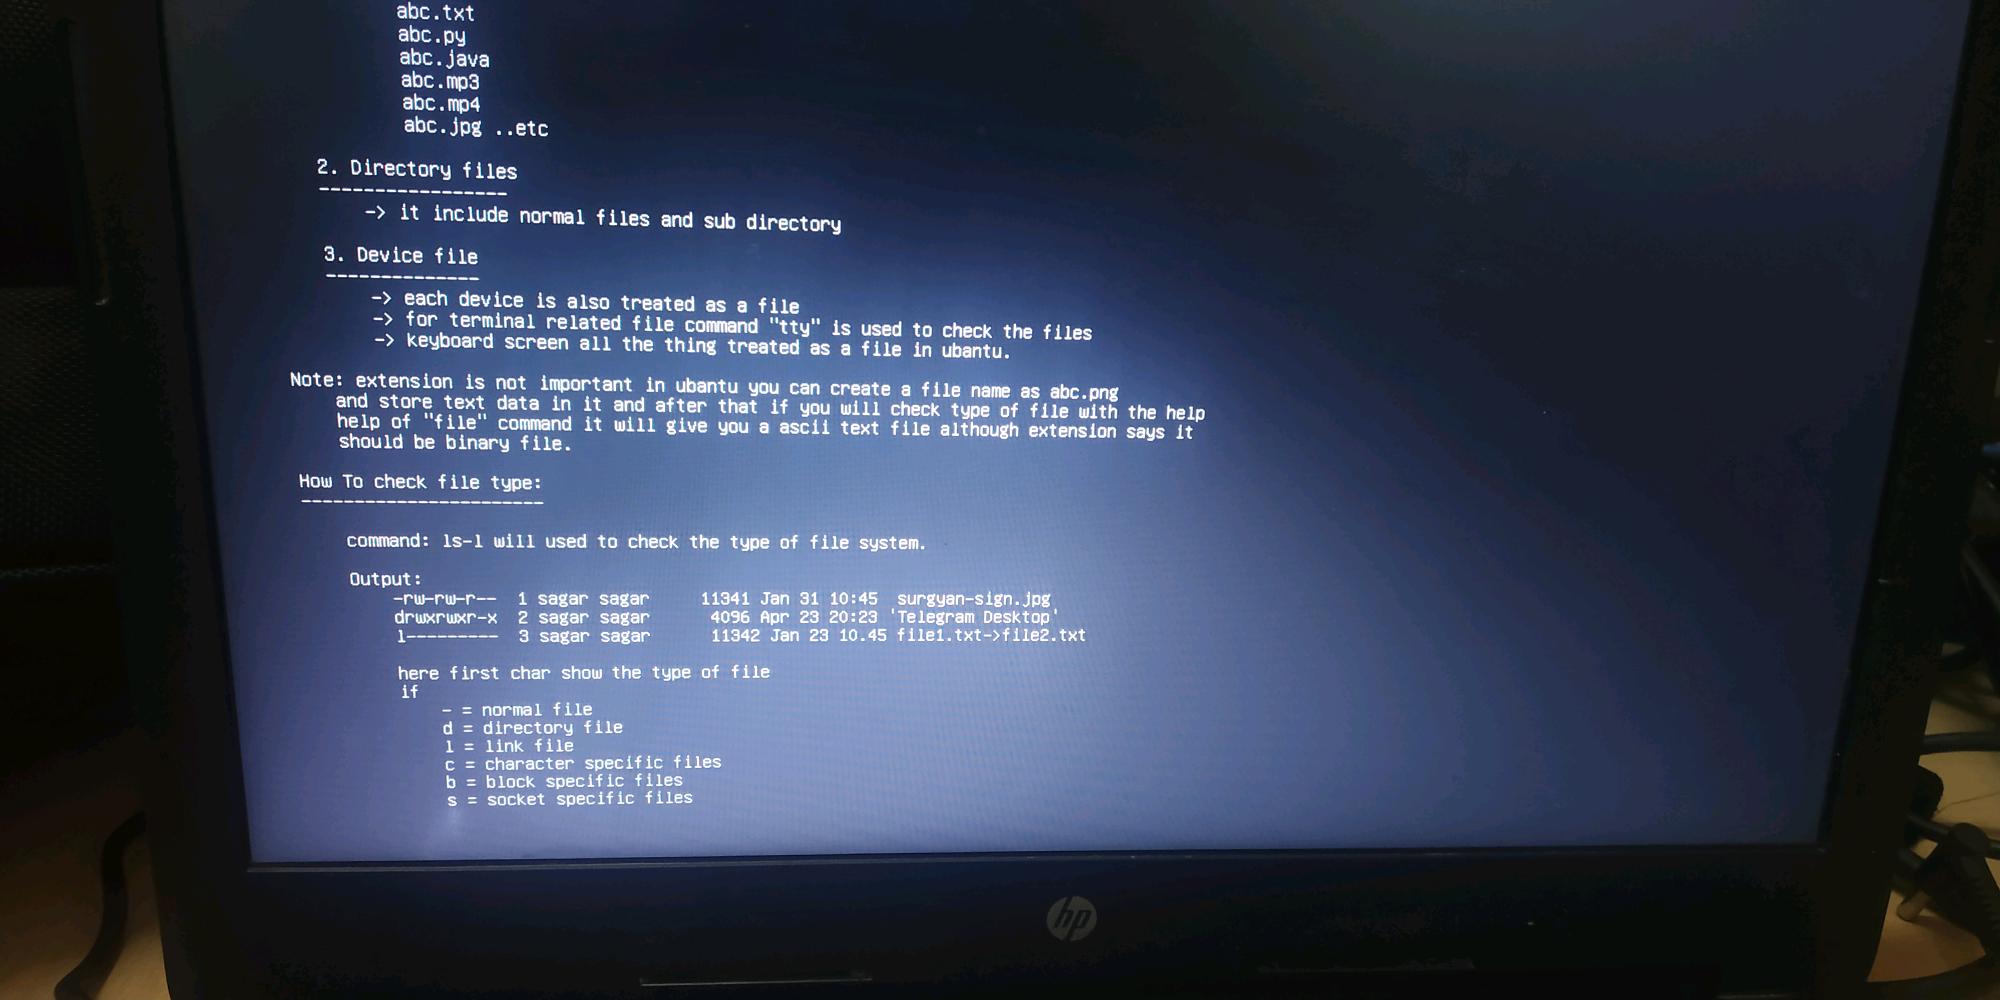 abc.txt
abc.py
abc.java
abc.mp3
abc.mp4
abc.jpg ..etc
2. Directory files
-----------------
-> it include normal files and sub directory
3. Device file
--------------
-> each device is also treated as a file
-> for terminal related file command "tty" is used to check the files
-> keyboard screen all the thing treated as a file in ubantu.
Note: extension is not important in ubantu you can create a file name as abc.png
and store text data in it and after that if you will check type of file with the help
help of "file" command it will give you a ascii text file although extension says it
should be binary file.
How To check file type:
-----------------------
command: ls-l will used to check the type of file system.
Output:
-rw-rw-r-- 1 sagar sagar 11341 Jan 31 10:45 surgyan-sign.jpg
drwxrwxr-x 2 sagar sagar 4096 Apr 23 20:23 'Telegram Desktop'
l--------- 3 sagar sagar 11342 Jan 23 10.45 file1.txt->file2.txt
here first char show the type of file
if
- = normal file
d = directory file
l = link file
c = character specific files
b = block specific files
s = socket specific files
hp